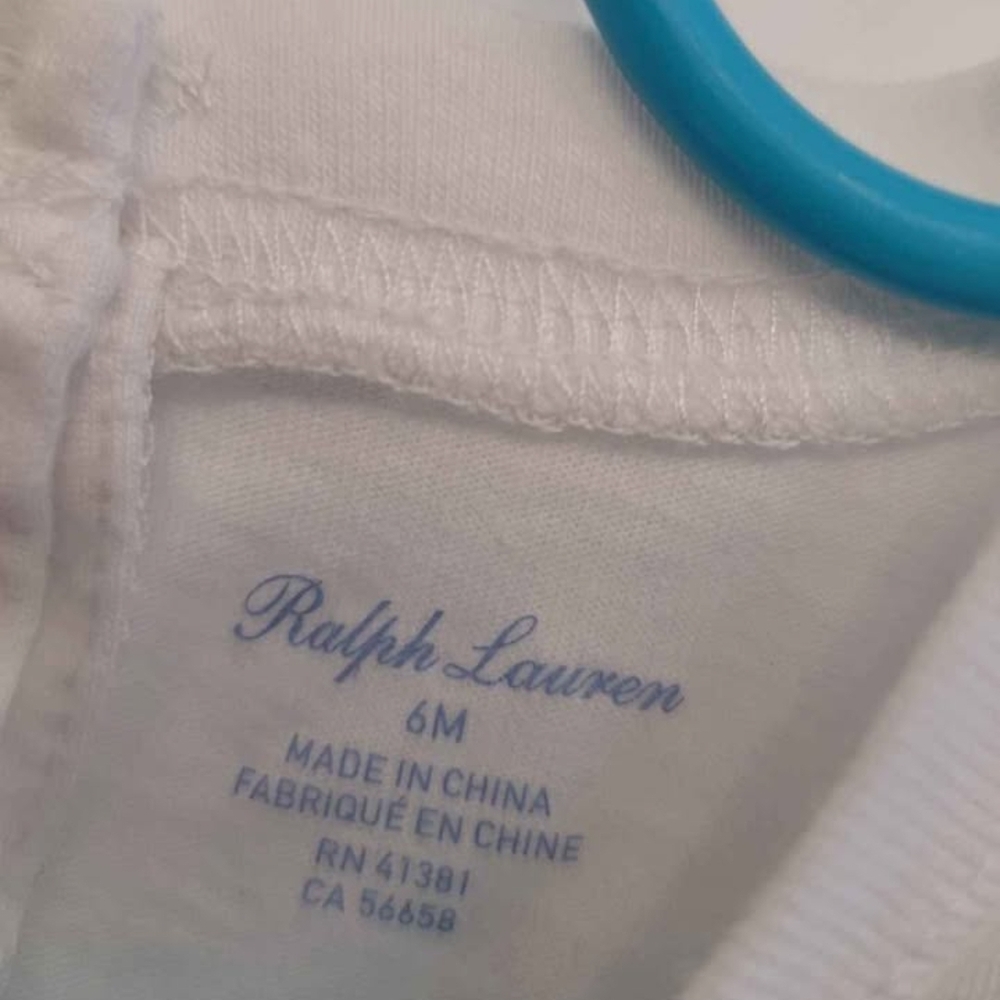 Ralph Lauren
6M
MADE IN CHINA
FABRIQUÉ EN CHINE
RN 41381
CA 56658